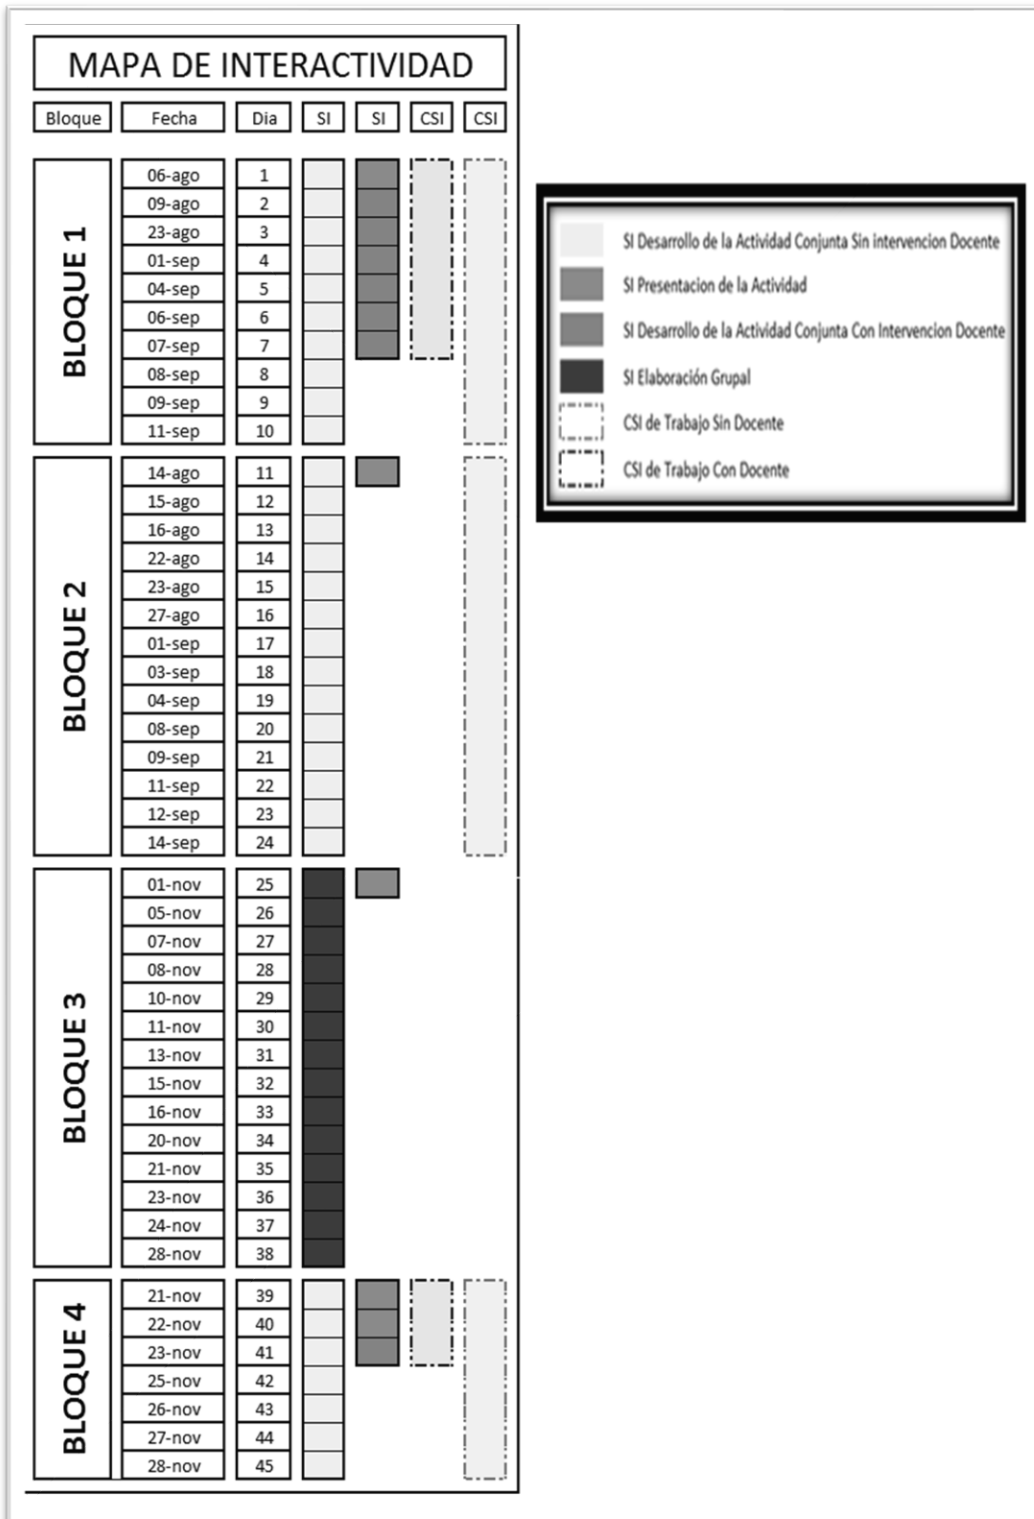 MAPA DE INTERACTIVIDAD
Bloque Fecha Dia SI SI CSI CSI
BLOQUE 1
06-ago 1
09-ago 2
23-ago 3
01-sep 4
04-sep 5
06-sep 6
07-sep 7
08-sep 8
09-sep 9
11-sep 10
BLOQUE 2
14-ago 11
15-ago 12
16-ago 13
22-ago 14
23-ago 15
27-ago 16
01-sep 17
03-sep 18
04-sep 19
08-sep 20
09-sep 21
11-sep 22
12-sep 23
14-sep 24
BLOQUE 3
01-nov 25
05-nov 26
07-nov 27
08-nov 28
10-nov 29
11-nov 30
13-nov 31
15-nov 32
16-nov 33
20-nov 34
21-nov 35
23-nov 36
24-nov 37
28-nov 38
BLOQUE 4
21-nov 39
22-nov 40
23-nov 41
25-nov 42
26-nov 43
27-nov 44
28-nov 45
SI Desarrollo de la Actividad Conjunta Sin intervencion Docente
SI Presentacion de la Actividad
SI Desarrollo de la Actividad Conjunta Con Intervencion Docente
SI Elaboración Grupal
CSI de Trabajo Sin Docente
CSI de Trabajo Con Docente